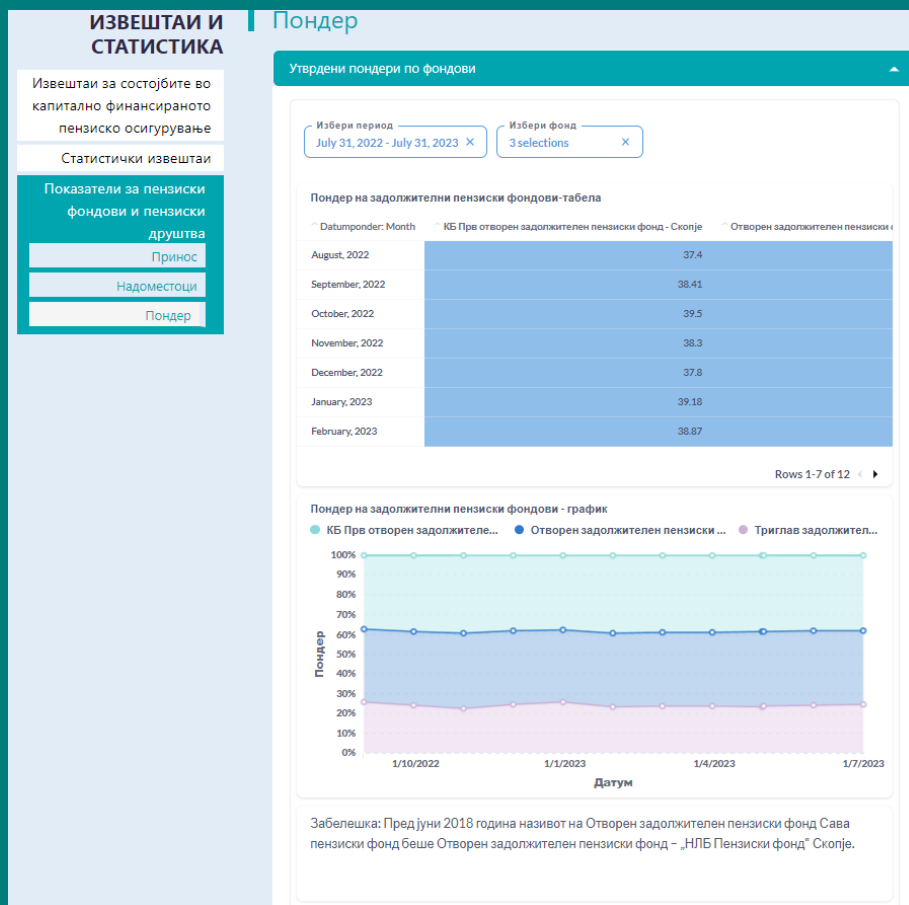 ИЗВЕШТАИ И
СТАТИСТИКА
Извештаи за состојбите во
капитално финансираното
пензиско осигурување
Статистички извештаи
Показатели за пензиски
фондови и пензиски
друштва
Принос
Надоместоци
Пондер
Пондер
Утврдени пондери по фондови
Избери период
July 31, 2022 - July 31, 2023 ×
Избери фонд
3 selections ×
Пондер на задолжителни пензиски фондови-табела
Datumponder: Month КБ Прв отворен задолжителен пензиски фонд - Скопје Отворен задолжителен пензиски
August, 2022 37.4
September, 2022 38.41
October, 2022 39.5
November, 2022 38.3
December, 2022 37.8
January, 2023 39.18
February, 2023 38.87
Rows 1-7 of 12
Пондер на задолжителни пензиски фондови - график
КБ Прв отворен задолжителе... Отворен задолжителен пензиски ... Триглав задолжител...
100%
90%
80%
70%
60%
50%
40%
30%
20%
10%
0%
Пондер
1/10/2022 1/1/2023 1/4/2023 1/7/2023
Датум
Забелешка: Пред јуни 2018 година називот на Отворен задолжителен пензиски фонд Сава
пензиски фонд беше Отворен задолжителен пензиски фонд – „НЛБ Пензиски фонд" Скопје.